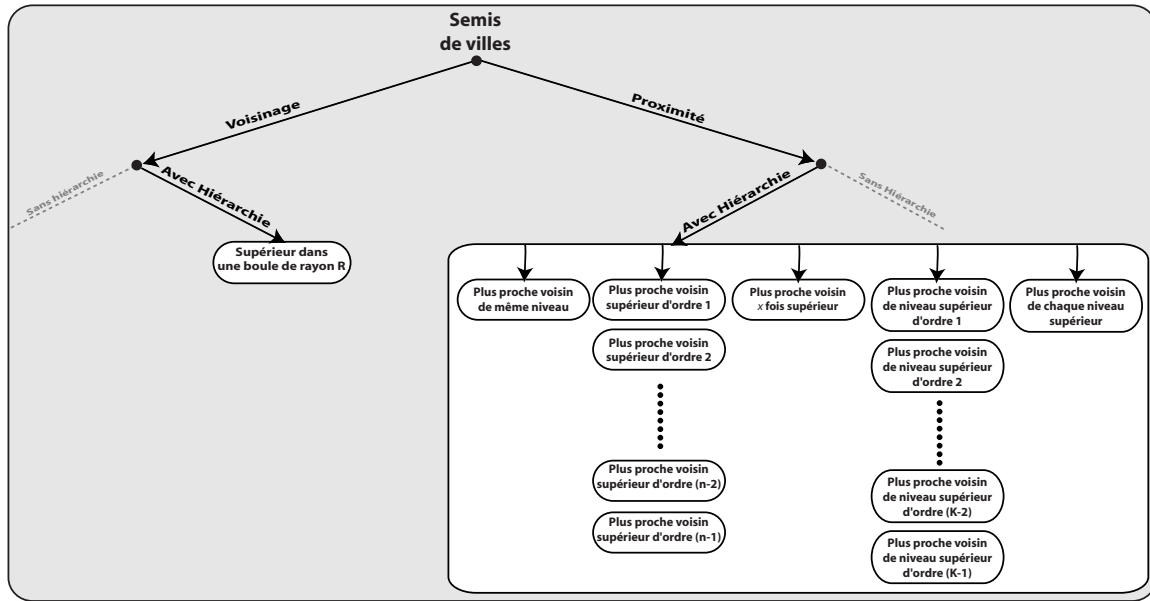 Semis
de villes
Voisinage
Proximité
Sans hiérarchie
Avec Hiérarchie
Avec Hiérarchie
Sans Hiérarchie
Supérieur dans
une boule de rayon R
Plus proche voisin
de même niveau
Plus proche voisin
supérieur d'ordre 1
Plus proche voisin
supérieur d'ordre 2
Plus proche voisin
supérieur d'ordre (n-2)
Plus proche voisin
supérieur d'ordre (n-1)
Plus proche voisin
x fois supérieur
Plus proche voisin
de niveau supérieur
d'ordre 1
Plus proche voisin
de niveau supérieur
d'ordre 2
Plus proche voisin
de niveau supérieur
d'ordre (K-2)
Plus proche voisin
de niveau supérieur
d'ordre (K-1)
Plus proche voisin
de chaque niveau
supérieur